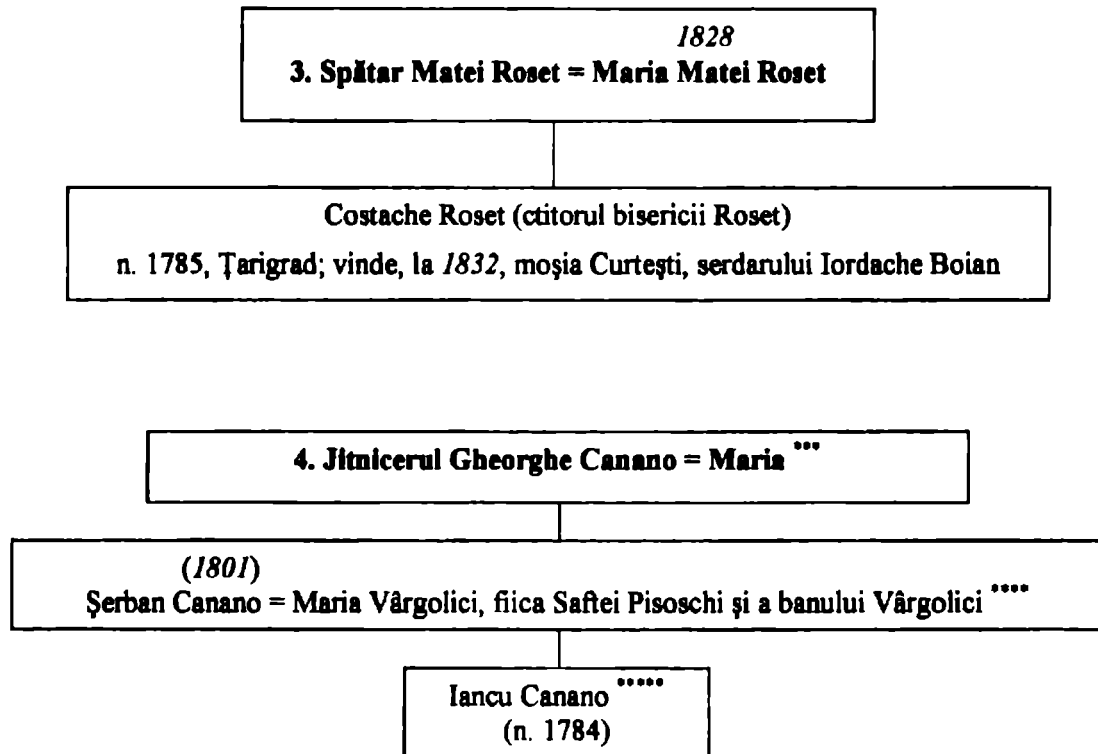 1828
3. Spătar Matei Roset = Maria Matei Roset
Costache Roset (ctitorul bisericii Roset)
n. 1785, Ţarigrad; vinde, la 1832, moşia Curteşti, serdarului Iordache Boian
4. Jitnicerul Gheorghe Canano = Maria ***
(1801)
Şerban Canano = Maria Vârgolici, fiica Saftei Pisoschi şi a banului Vârgolici ****
Iancu Canano *****
(n. 1784)